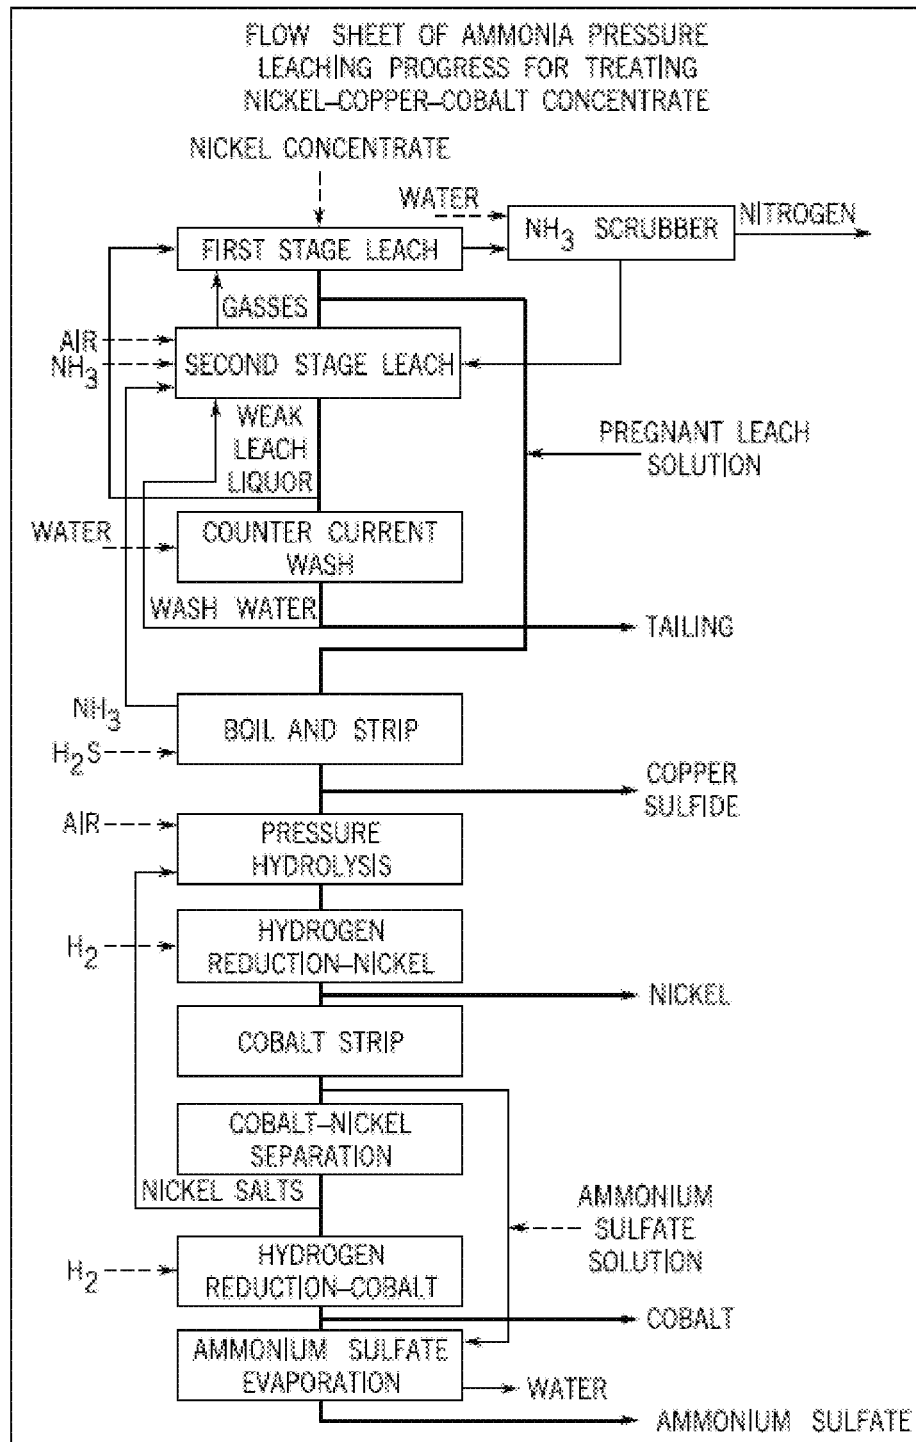 FLOW SHEET OF AMMONIA PRESSURE
LEACHING PROGRESS FOR TREATING
NICKEL–COPPER–COBALT CONCENTRATE
NICKEL CONCENTRATE
WATER
NH3 SCRUBBER
NITROGEN
FIRST STAGE LEACH
GASSES
AIR
NH3
SECOND STAGE LEACH
WEAK
LEACH
LIQUOR
PREGNANT LEACH
SOLUTION
WATER
COUNTER CURRENT
WASH
WASH WATER
TAILING
NH3
BOIL AND STRIP
H2S
COPPER
SULFIDE
AIR
PRESSURE
HYDROLYSIS
H2
HYDROGEN
REDUCTION–NICKEL
NICKEL
COBALT STRIP
COBALT–NICKEL
SEPARATION
NICKEL SALTS
AMMONIUM
SULFATE
SOLUTION
H2
HYDROGEN
REDUCTION–COBALT
COBALT
AMMONIUM SULFATE
EVAPORATION
WATER
AMMONIUM SULFATE